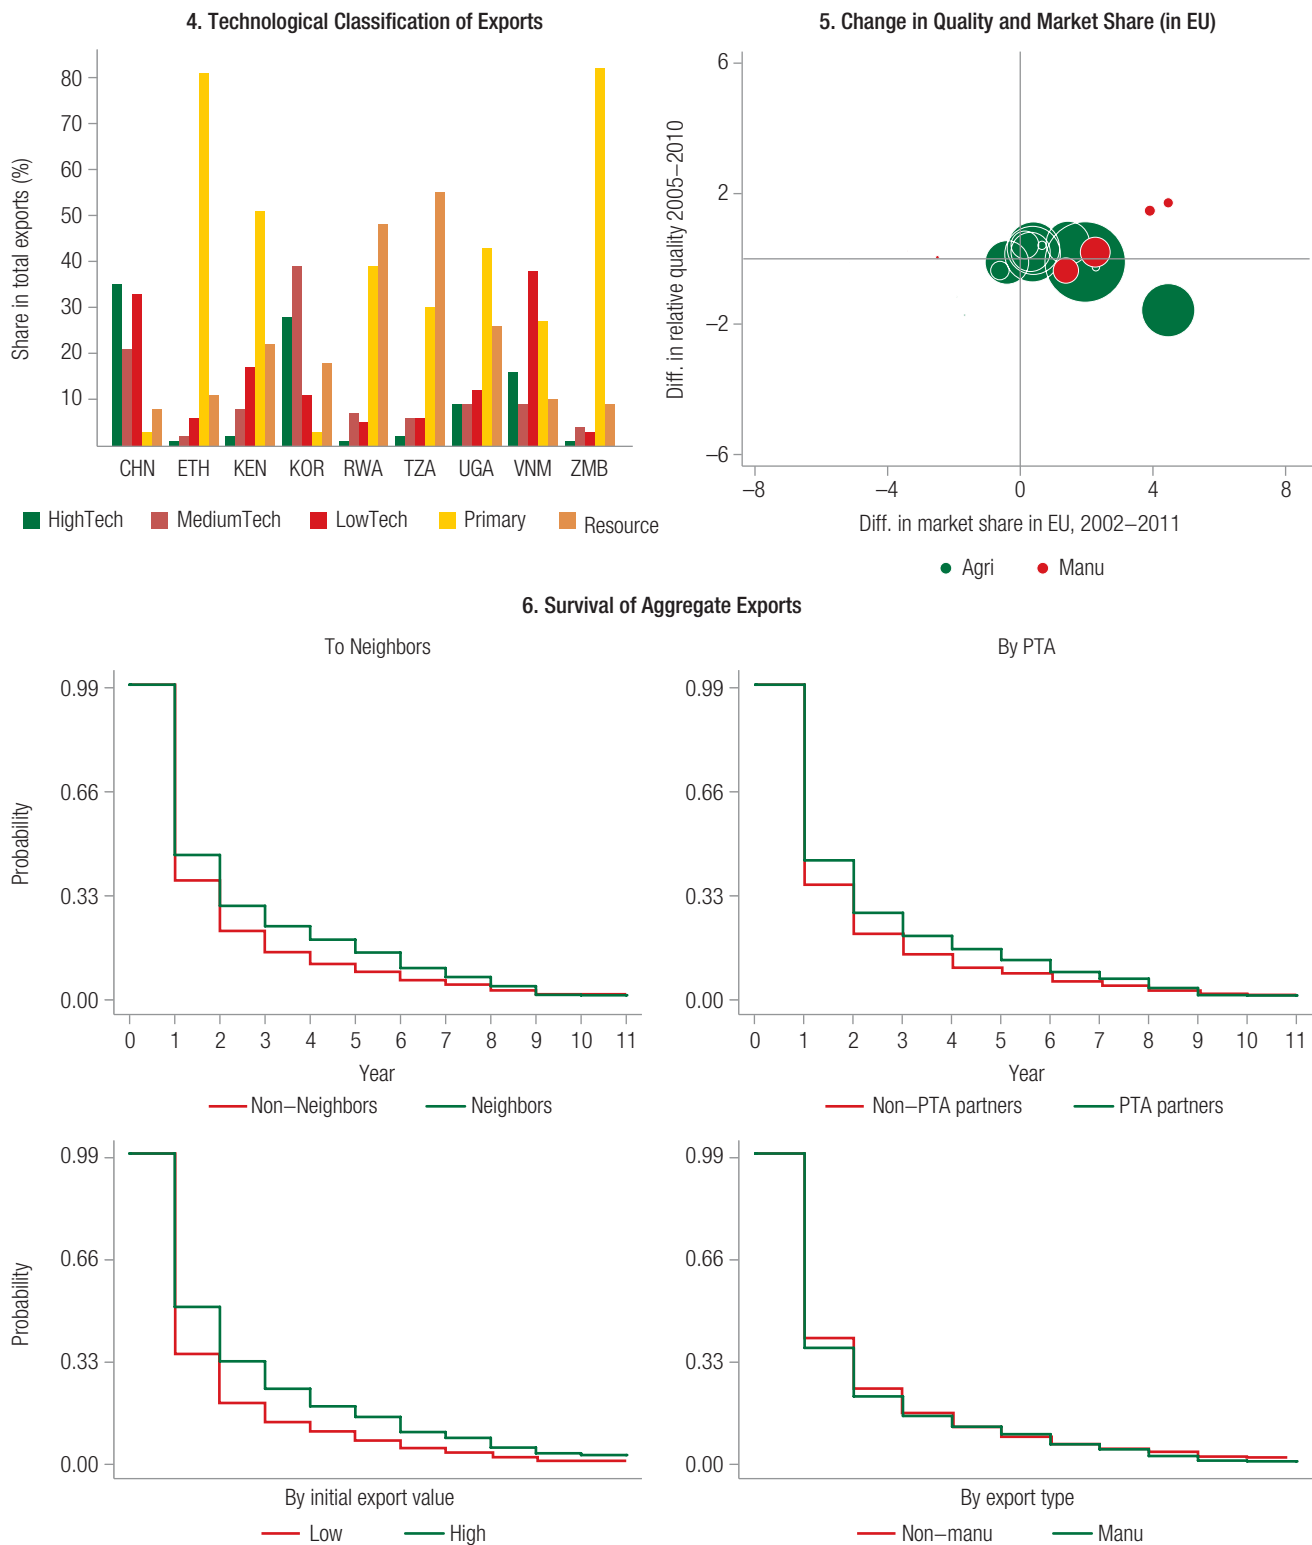 4. Technological Classification of Exports
Share in total exports (%)
80
70
60
50
40
30
20
10
CHN ETH KEN KOR RWA TZA UGA VNM ZMB
HighTech MediumTech LowTech Primary Resource
5. Change in Quality and Market Share (in EU)
Diff. in relative quality 2005–2010
6
2
–2
–6
–8 –4 0 4 8
Diff. in market share in EU, 2002–2011
Agri Manu
6. Survival of Aggregate Exports
To Neighbors
Probability
0.99
0.66
0.33
0.00
0 1 2 3 4 5 6 7 8 9 10 11
Year
Non–Neighbors Neighbors
By PTA
0.99
0.66
0.33
0.00
0 1 2 3 4 5 6 7 8 9 10 11
Year
Non–PTA partners PTA partners
Probability
0.99
0.66
0.33
0.00
By initial export value
Low High
0.99
0.66
0.33
0.00
By export type
Non–manu Manu